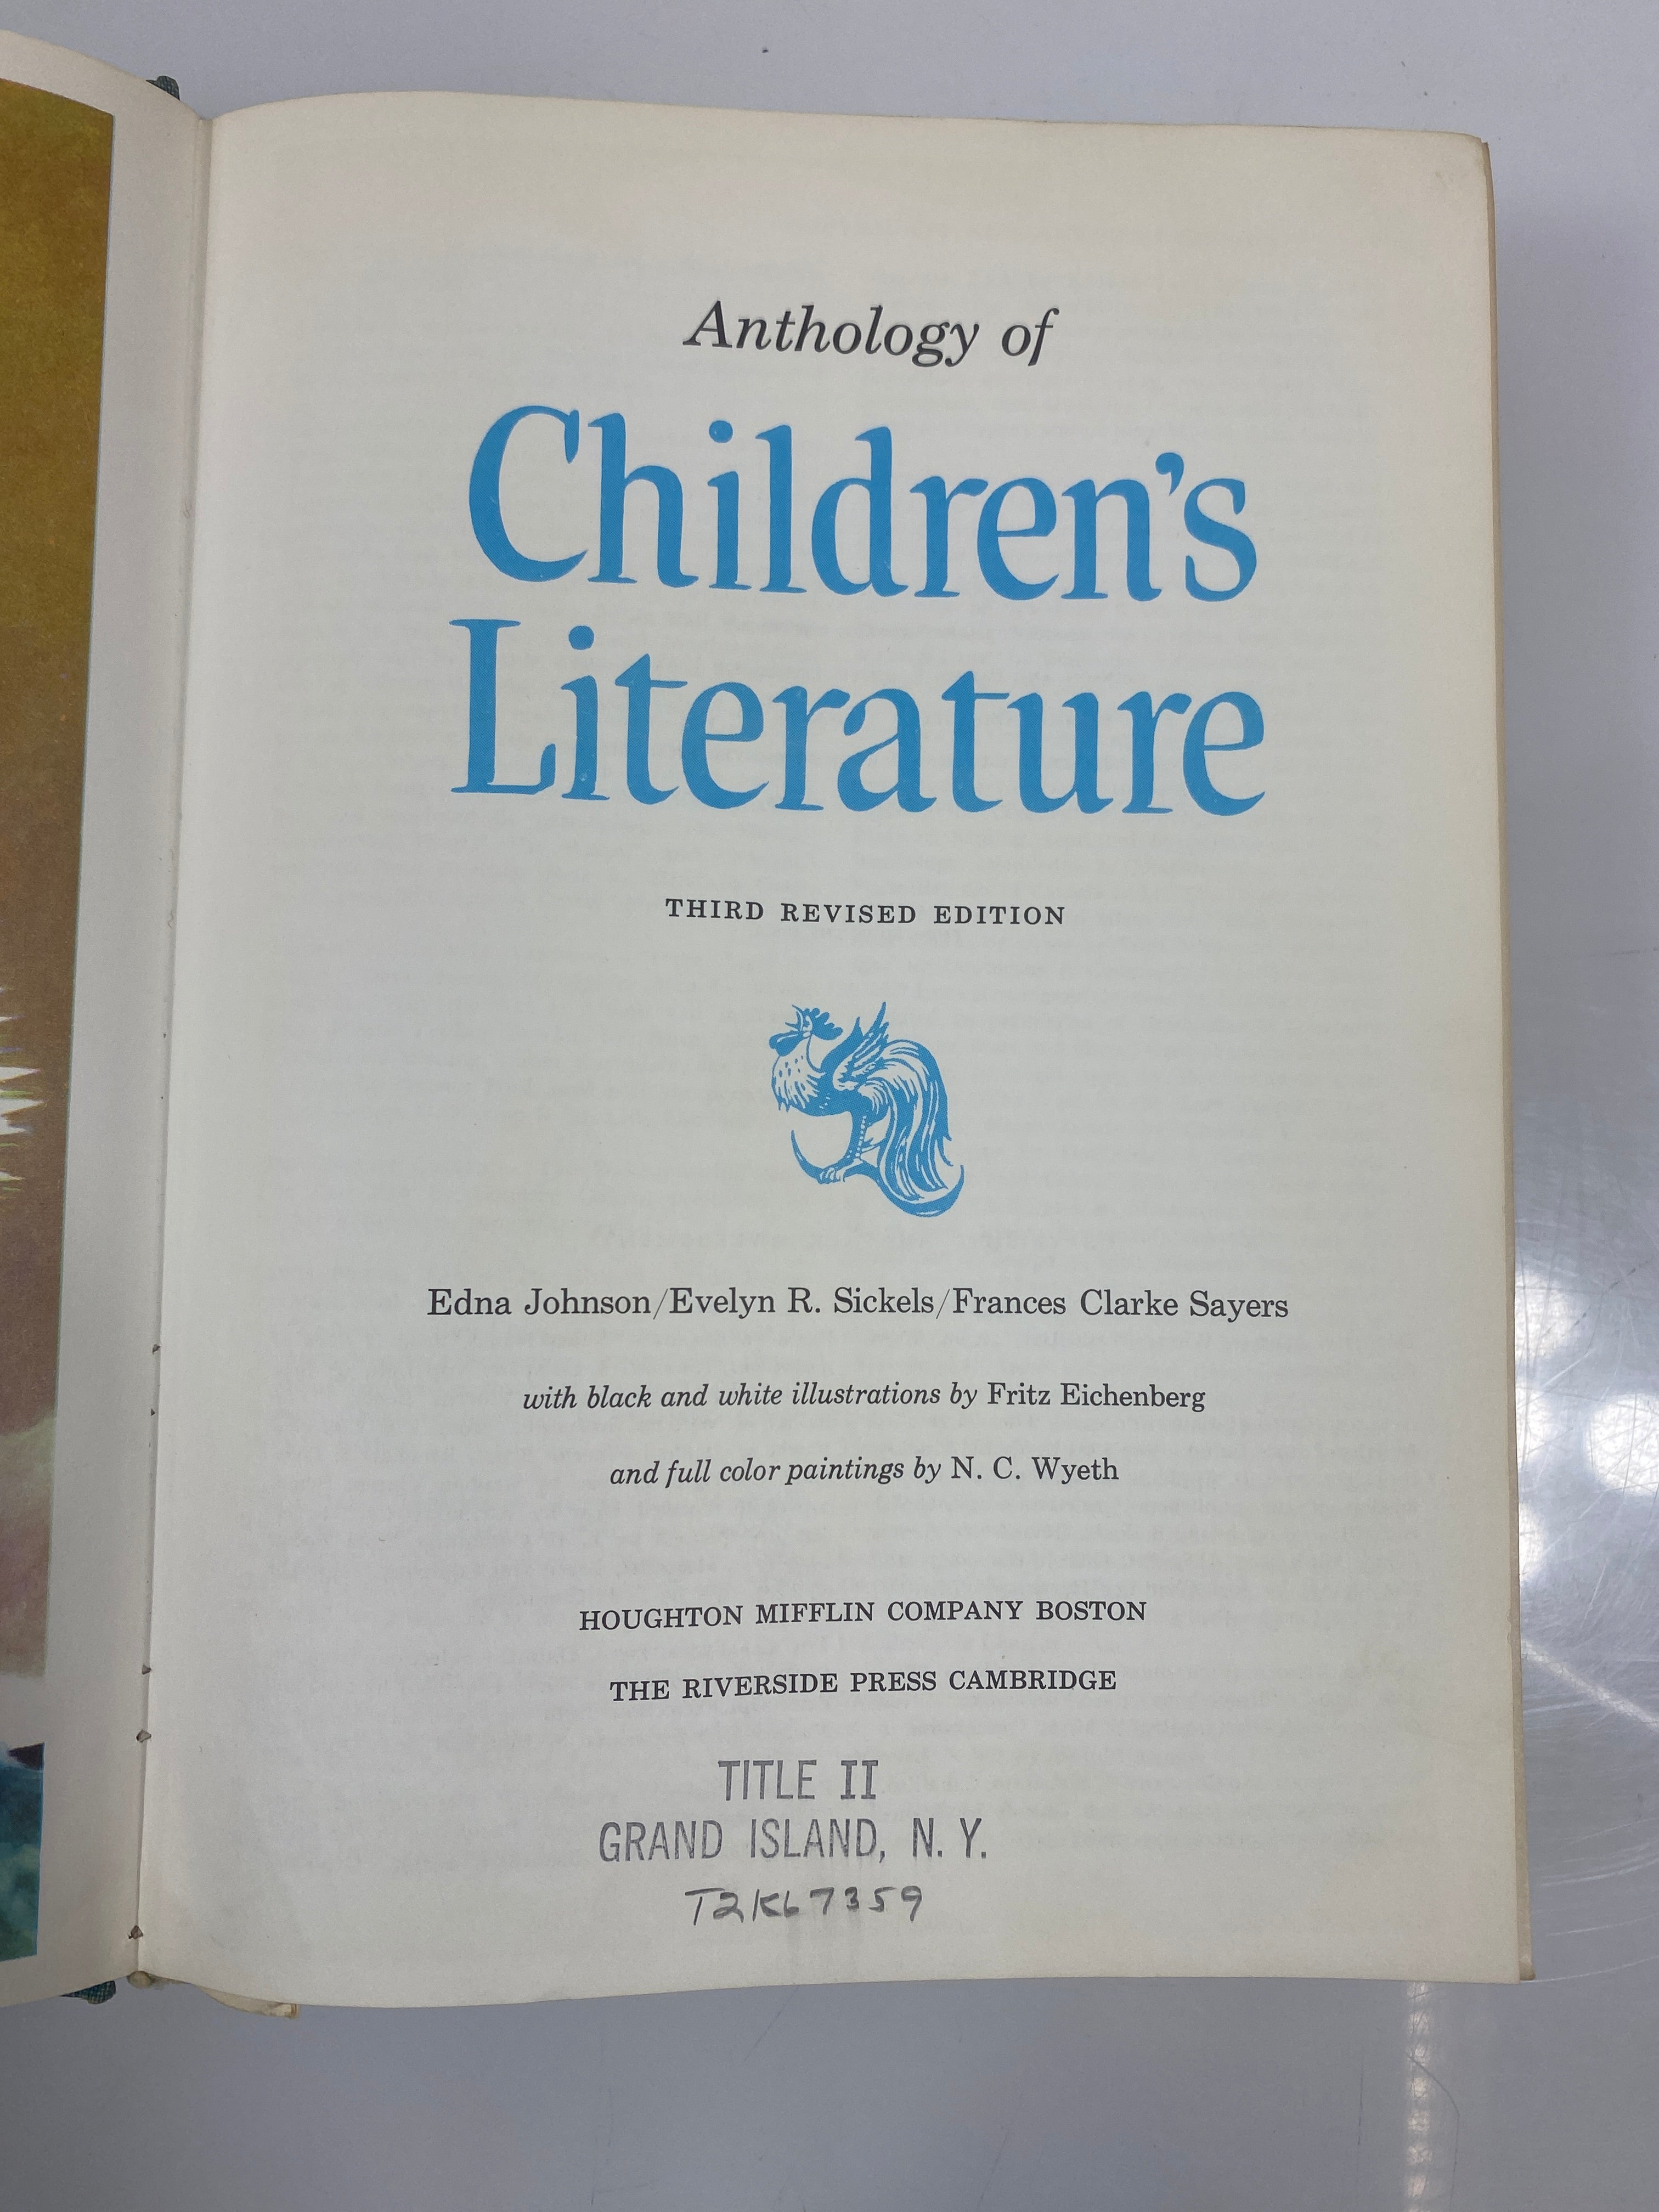 Anthology of
Children's
Literature
THIRD REVISED EDITION
Edna Johnson/Evelyn R. Sickels/Frances Clarke Sayers
with black and white illustrations by Fritz Eichenberg
and full color paintings by N. C. Wyeth
HOUGHTON MIFFLIN COMPANY BOSTON
THE RIVERSIDE PRESS CAMBRIDGE
TITLE II
GRAND ISLAND, N. Y.
T2K67359